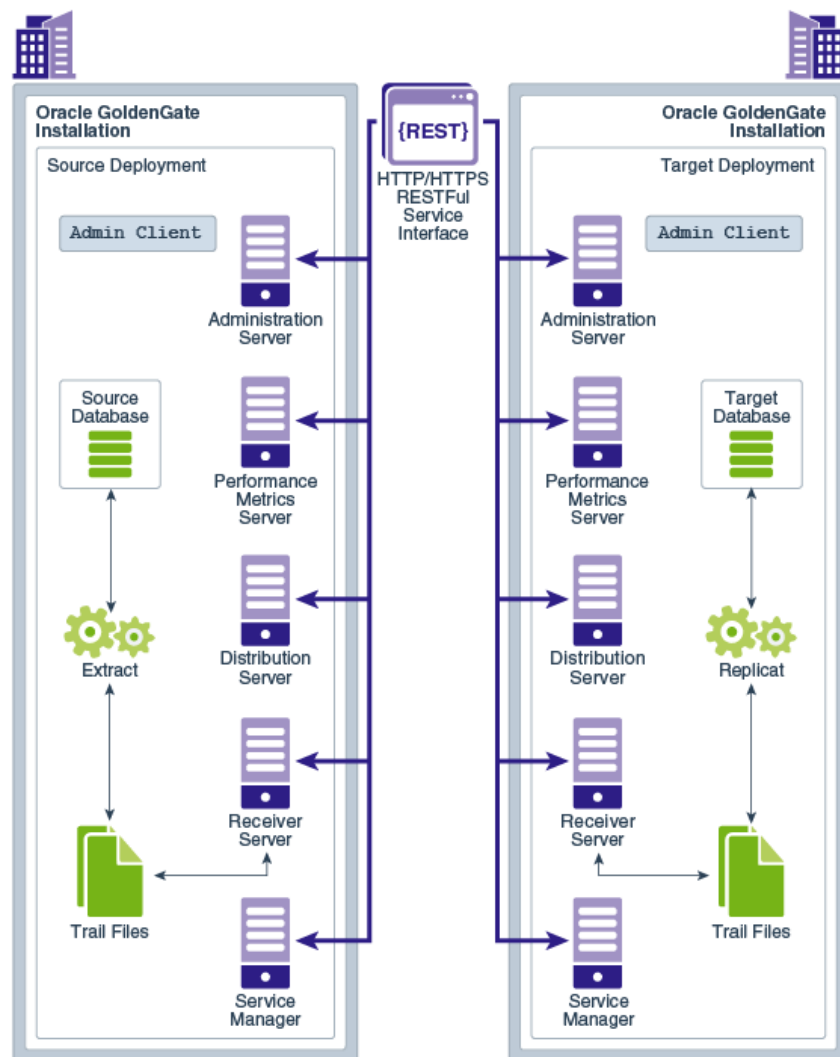 Oracle GoldenGate
Installation
Source Deployment
Admin Client
Administration
Server
Source
Database
Performance
Metrics
Server
Extract
Distribution
Server
Receiver
Server
Trail Files
Service
Manager
{REST}
HTTP/HTTPS
RESTFul
Service
Interface
Oracle GoldenGate
Installation
Target Deployment
Admin Client
Administration
Server
Target
Database
Performance
Metrics
Server
Distribution
Server
Replicat
Receiver
Server
Trail Files
Service
Manager